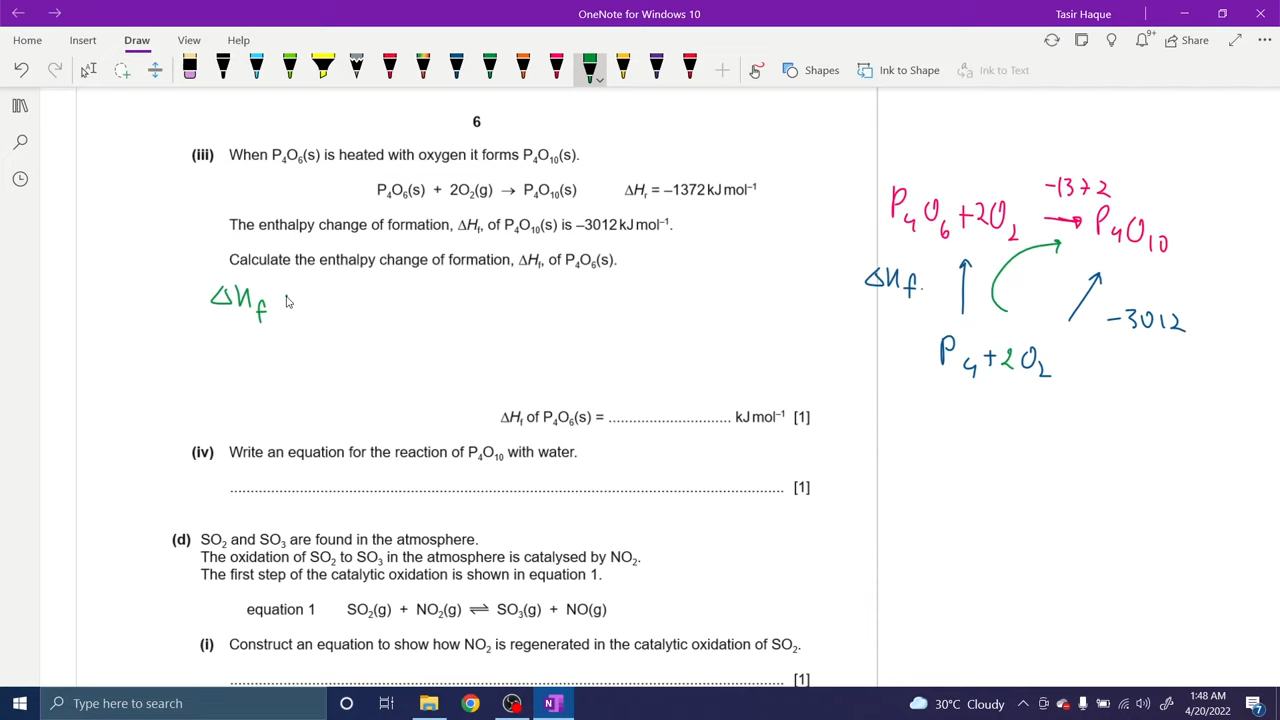 OneNote for Windows 10
Tasir Haque
Home Insert Draw View Help
9+ Share
Shapes Ink to Shape Ink to Text
6
(iii) When P₄O₆(s) is heated with oxygen it forms P₄O₁₀(s).
P₄O₆(s) + 2O₂(g) → P₄O₁₀(s) ΔHᵣ = –1372 kJ mol⁻¹
The enthalpy change of formation, ΔH_f, of P₄O₁₀(s) is –3012 kJ mol⁻¹.
Calculate the enthalpy change of formation, ΔH_f, of P₄O₆(s).
ΔH_f
ΔH_f of P₄O₆(s) = .............................. kJ mol⁻¹ [1]
(iv) Write an equation for the reaction of P₄O₁₀ with water.
.............................................................................................................................. [1]
(d) SO₂ and SO₃ are found in the atmosphere.
The oxidation of SO₂ to SO₃ in the atmosphere is catalysed by NO₂.
The first step of the catalytic oxidation is shown in equation 1.
equation 1 SO₂(g) + NO₂(g) ⇌ SO₃(g) + NO(g)
(i) Construct an equation to show how NO₂ is regenerated in the catalytic oxidation of SO₂.
.............................................................................................................................. [1]
-1372
P₄O₆ + 2O₂ → P₄O₁₀
ΔH_f.
-3012
P₄ + 2O₂
Type here to search
30°C Cloudy
1:48 AM
4/20/2022
7